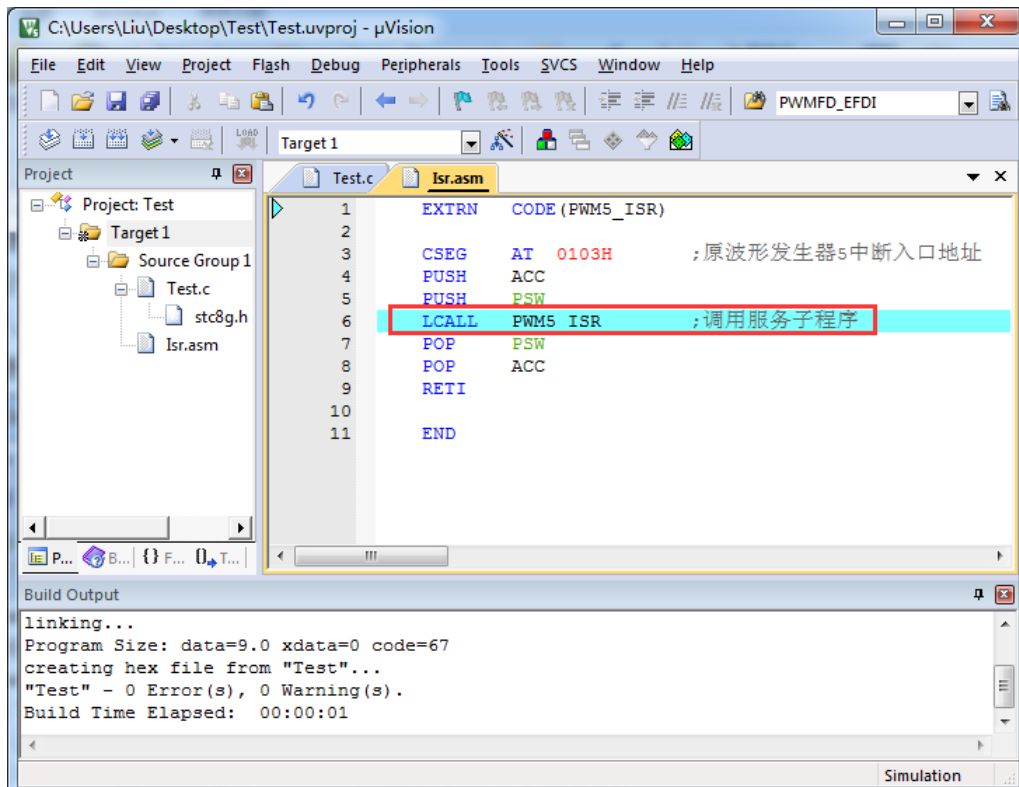 C:\Users\Liu\Desktop\Test\Test.uvproj - µVision
File Edit View Project Flash Debug Peripherals Tools SVCS Window Help
PWMFD_EFDI
LOAD Target 1
Project
Test.c Isr.asm
Project: Test
Target 1
Source Group 1
Test.c
stc8g.h
Isr.asm
1 EXTRN CODE(PWM5_ISR)
2
3 CSEG AT 0103H ;原波形发生器5中断入口地址
4 PUSH ACC
5 PUSH PSW
6 LCALL PWM5_ISR ;调用服务子程序
7 POP PSW
8 POP ACC
9 RETI
10
11 END
P... B... {} F... T...
Build Output
linking...
Program Size: data=9.0 xdata=0 code=67
creating hex file from "Test"...
"Test" - 0 Error(s), 0 Warning(s).
Build Time Elapsed: 00:00:01
Simulation